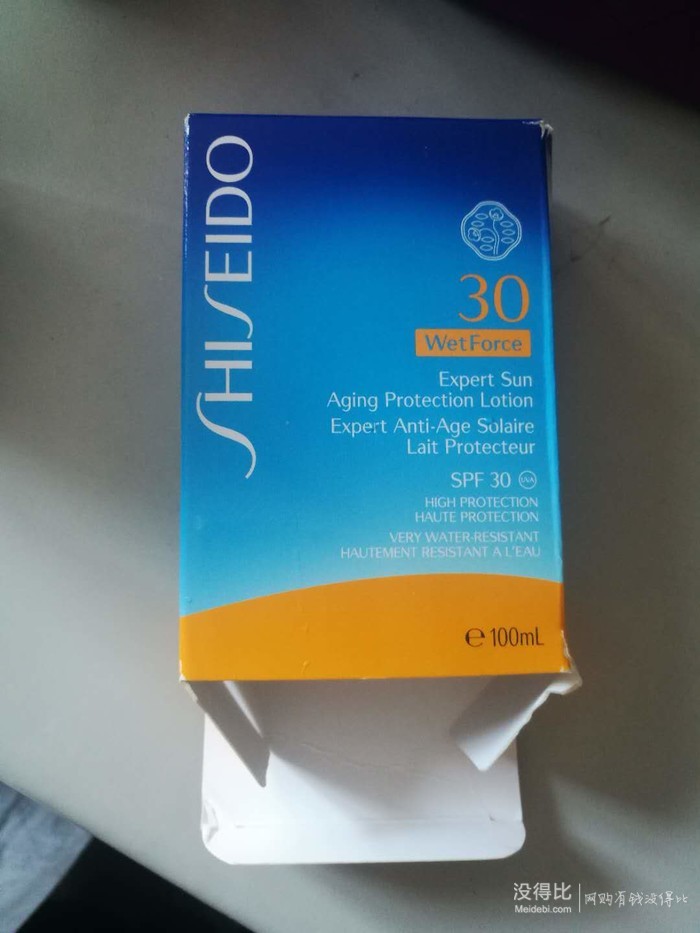 SHISEIDO
30
WetForce
Expert Sun
Aging Protection Lotion
Expert Anti-Age Solaire
Lait Protecteur
SPF 30 UVA
HIGH PROTECTION
HAUTE PROTECTION
VERY WATER-RESISTANT
HAUTEMENT RESISTANT A L'EAU
℮ 100mL
没得比
Meidebi.com
网购有钱没得比